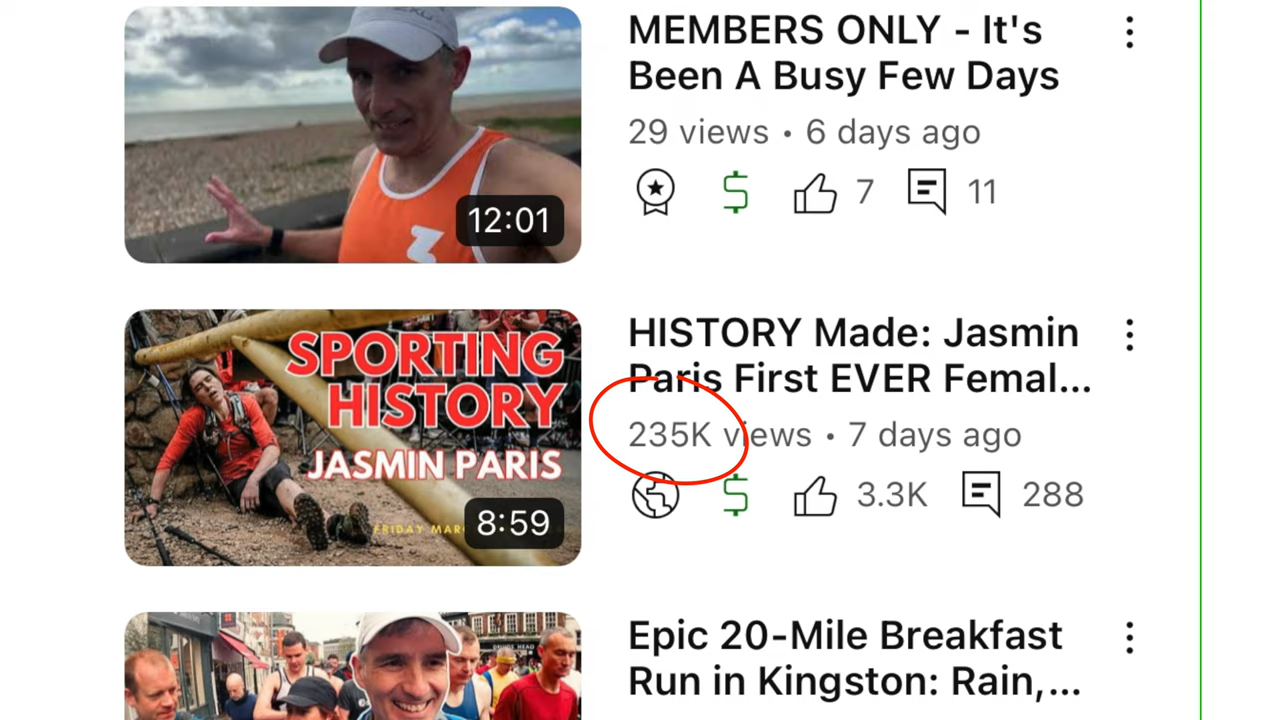 MEMBERS ONLY - It's
Been A Busy Few Days
29 views • 6 days ago
7 11
12:01
HISTORY Made: Jasmin
Paris First EVER Femal...
235K views • 7 days ago
3.3K 288
SPORTING
HISTORY
JASMIN PARIS
FRIDAY MAR
8:59
Epic 20-Mile Breakfast
Run in Kingston: Rain,...